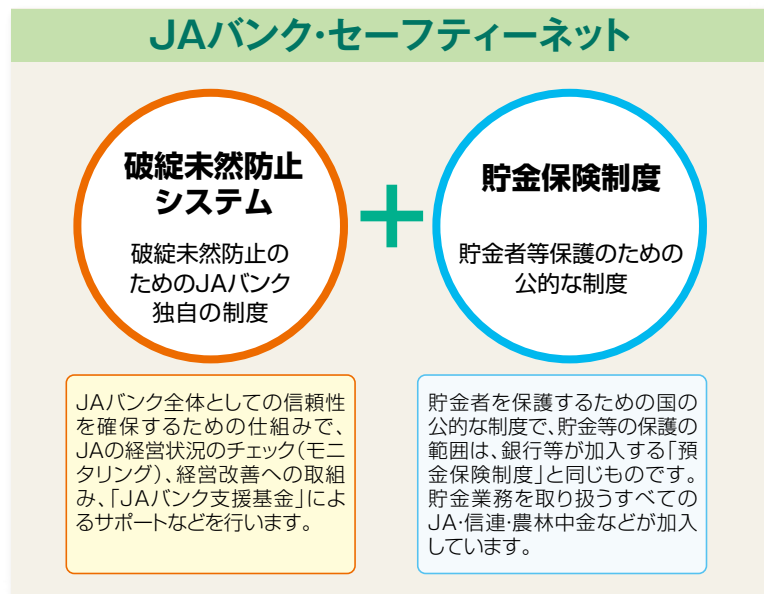 JAバンク・セーフティーネット
破綻未然防止
システム
破綻未然防止の
ためのJAバンク
独自の制度
＋
貯金保険制度
貯金者等保護のための
公的な制度
JAバンク全体としての信頼性
を確保するための仕組みで、
JAの経営状況のチェック(モニ
タリング)、経営改善への取組
み、「JAバンク支援基金」によ
るサポートなどを行います。
貯金者を保護するための国の
公的な制度で、貯金等の保護の
範囲は、銀行等が加入する「預
金保険制度」と同じものです。
貯金業務を取り扱うすべての
JA・信連・農林中金などが加入
しています。